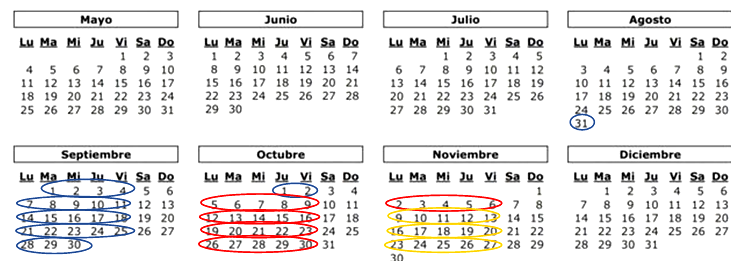 Mayo
Lu Ma Mi Ju Vi Sa Do
1 2 3
4 5 6 7 8 9 10
11 12 13 14 15 16 17
18 19 20 21 22 23 24
25 26 27 28 29 30 31
Junio
Lu Ma Mi Ju Vi Sa Do
1 2 3 4 5 6 7
8 9 10 11 12 13 14
15 16 17 18 19 20 21
22 23 24 25 26 27 28
29 30
Julio
Lu Ma Mi Ju Vi Sa Do
1 2 3 4 5
6 7 8 9 10 11 12
13 14 15 16 17 18 19
20 21 22 23 24 25 26
27 28 29 30 31
Agosto
Lu Ma Mi Ju Vi Sa Do
1 2
3 4 5 6 7 8 9
10 11 12 13 14 15 16
17 18 19 20 21 22 23
24 25 26 27 28 29 30
31
Septiembre
Lu Ma Mi Ju Vi Sa Do
1 2 3 4 5 6
7 8 9 10 11 12 13
14 15 16 17 18 19 20
21 22 23 24 25 26 27
28 29 30
Octubre
Lu Ma Mi Ju Vi Sa Do
1 2 3 4
5 6 7 8 9 10 11
12 13 14 15 16 17 18
19 20 21 22 23 24 25
26 27 28 29 30 31
Noviembre
Lu Ma Mi Ju Vi Sa Do
1
2 3 4 5 6 7 8
9 10 11 12 13 14 15
16 17 18 19 20 21 22
23 24 25 26 27 28 29
30
Diciembre
Lu Ma Mi Ju Vi Sa Do
1 2 3 4 5 6
7 8 9 10 11 12 13
14 15 16 17 18 19 20
21 22 23 24 25 26 27
28 29 30 31